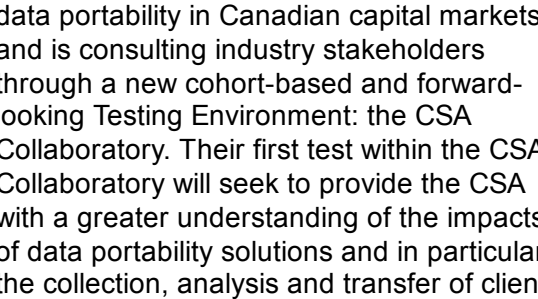 data portability in Canadian capital markets
and is consulting industry stakeholders
through a new cohort-based and forward-
looking Testing Environment: the CSA
Collaboratory. Their first test within the CSA
Collaboratory will seek to provide the CSA
with a greater understanding of the impacts
of data portability solutions and in particular
the collection, analysis and transfer of clien